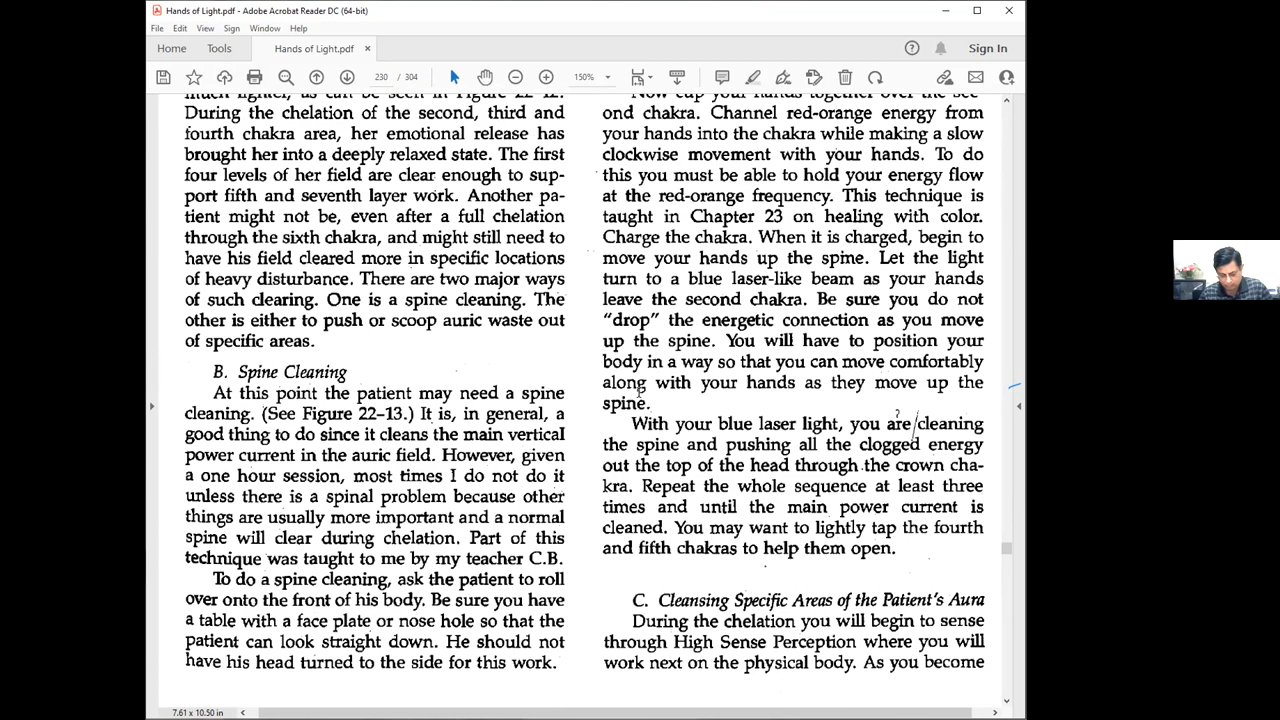 Hands of Light.pdf - Adobe Acrobat Reader DC (64-bit)
File Edit View Sign Window Help
Home Tools Hands of Light.pdf × Sign In
230 / 304 150%
much lighter, as can be seen in Figure 22-12.
During the chelation of the second, third and
fourth chakra area, her emotional release has
brought her into a deeply relaxed state. The first
four levels of her field are clear enough to sup-
port fifth and seventh layer work. Another pa-
tient might not be, even after a full chelation
through the sixth chakra, and might still need to
have his field cleared more in specific locations
of heavy disturbance. There are two major ways
of such clearing. One is a spine cleaning. The
other is either to push or scoop auric waste out
of specific areas.
B. Spine Cleaning
At this point the patient may need a spine
cleaning. (See Figure 22–13.) It is, in general, a
good thing to do since it cleans the main vertical
power current in the auric field. However, given
a one hour session, most times I do not do it
unless there is a spinal problem because other
things are usually more important and a normal
spine will clear during chelation. Part of this
technique was taught to me by my teacher C.B.
To do a spine cleaning, ask the patient to roll
over onto the front of his body. Be sure you have
a table with a face plate or nose hole so that the
patient can look straight down. He should not
have his head turned to the side for this work.
Now cup your hands together over the sec-
ond chakra. Channel red-orange energy from
your hands into the chakra while making a slow
clockwise movement with your hands. To do
this you must be able to hold your energy flow
at the red-orange frequency. This technique is
taught in Chapter 23 on healing with color.
Charge the chakra. When it is charged, begin to
move your hands up the spine. Let the light
turn to a blue laser-like beam as your hands
leave the second chakra. Be sure you do not
“drop” the energetic connection as you move
up the spine. You will have to position your
body in a way so that you can move comfortably
along with your hands as they move up the
spine.
With your blue laser light, you are cleaning
the spine and pushing all the clogged energy
out the top of the head through the crown cha-
kra. Repeat the whole sequence at least three
times and until the main power current is
cleaned. You may want to lightly tap the fourth
and fifth chakras to help them open.
C. Cleansing Specific Areas of the Patient's Aura
During the chelation you will begin to sense
through High Sense Perception where you will
work next on the physical body. As you become
7.61 x 10.50 in